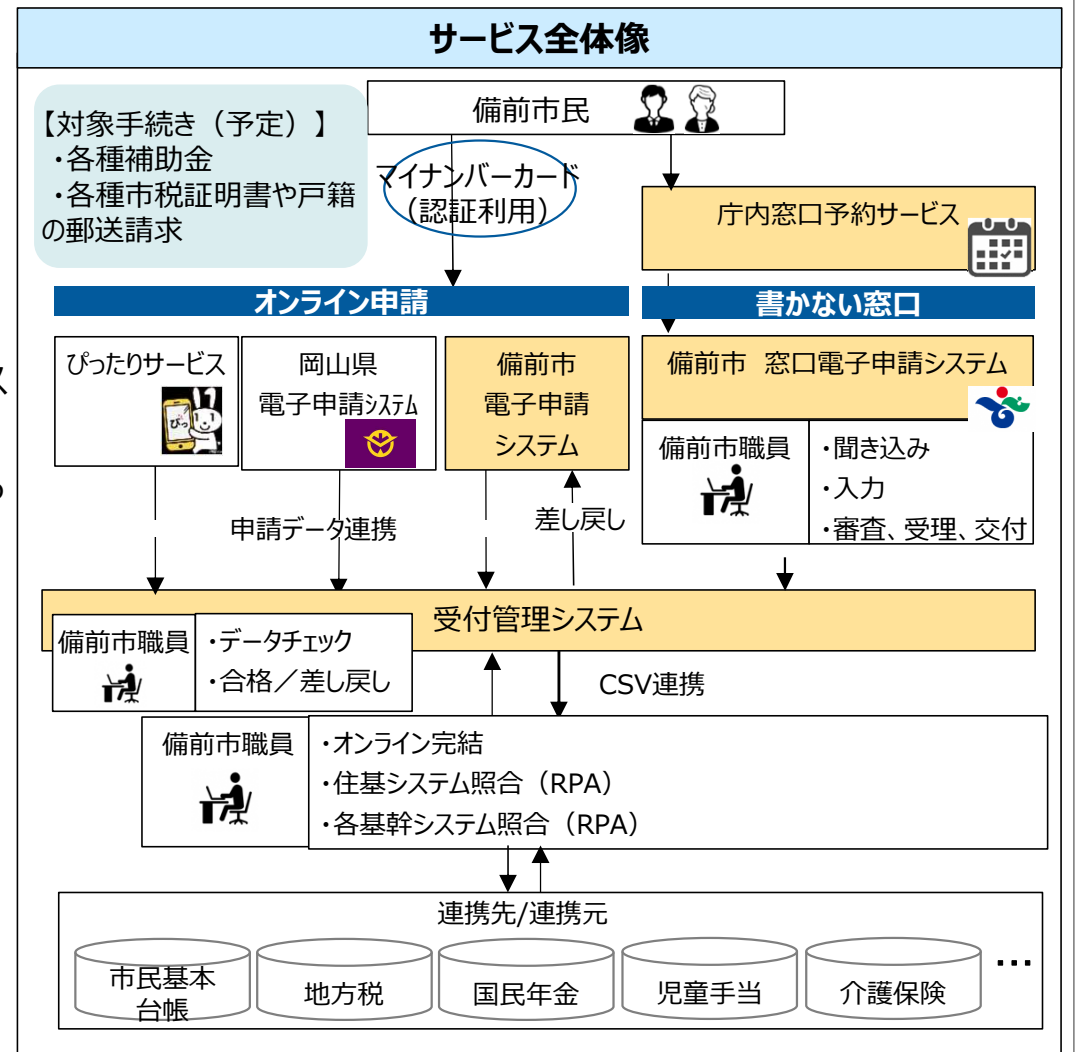 サービス全体像
備前市民
【対象手続き（予定）】
・各種補助金
・各種市税証明書や戸籍
の郵送請求
マイナンバーカード
（認証利用）
庁内窓口予約サービス
オンライン申請
書かない窓口
ぴったりサービス
岡山県
電子申請システム
備前市
電子申請
システム
備前市 窓口電子申請システム
備前市職員
・聞き込み
・入力
・審査、受理、交付
申請データ連携
差し戻し
受付管理システム
備前市職員
・データチェック
・合格／差し戻し
CSV連携
備前市職員
・オンライン完結
・住基システム照合（RPA）
・各基幹システム照合（RPA）
連携先/連携元
市民基本
台帳
地方税
国民年金
児童手当
介護保険
…